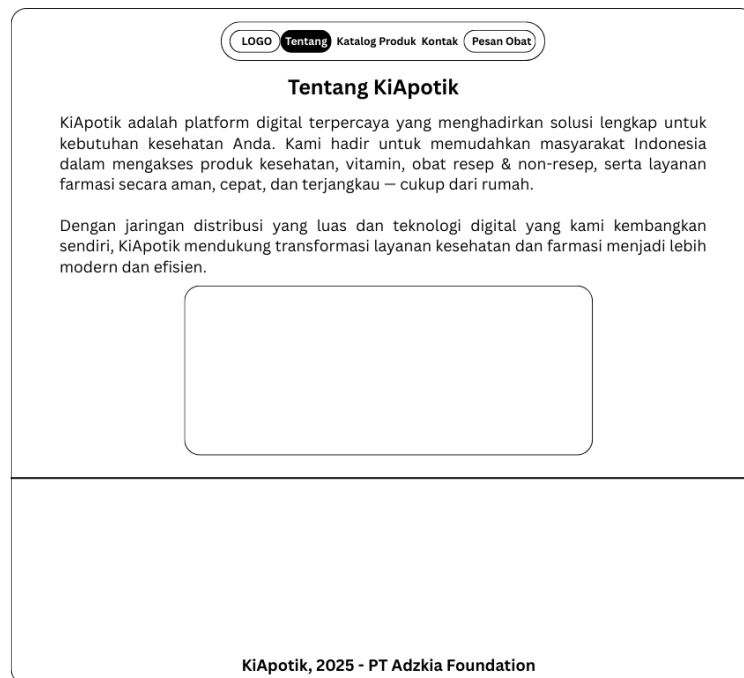 LOGO Tentang Katalog Produk Kontak Pesan Obat
Tentang KiApotik
KiApotik adalah platform digital terpercaya yang menghadirkan solusi lengkap untuk
kebutuhan kesehatan Anda. Kami hadir untuk memudahkan masyarakat Indonesia
dalam mengakses produk kesehatan, vitamin, obat resep & non-resep, serta layanan
farmasi secara aman, cepat, dan terjangkau — cukup dari rumah.
Dengan jaringan distribusi yang luas dan teknologi digital yang kami kembangkan
sendiri, KiApotik mendukung transformasi layanan kesehatan dan farmasi menjadi lebih
modern dan efisien.
KiApotik, 2025 - PT Adzkia Foundation